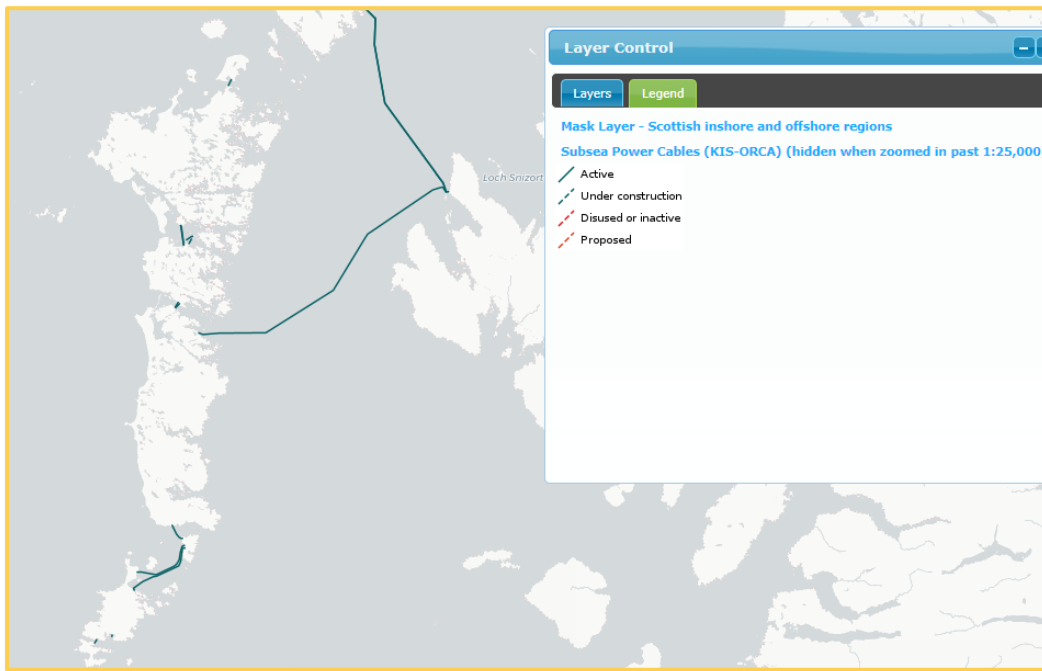 Layer Control
Layers Legend
Mask Layer - Scottish inshore and offshore regions
Subsea Power Cables (KIS-ORCA) (hidden when zoomed in past 1:25,000
Active
Loch Snizort
Under construction
Disused or inactive
Proposed